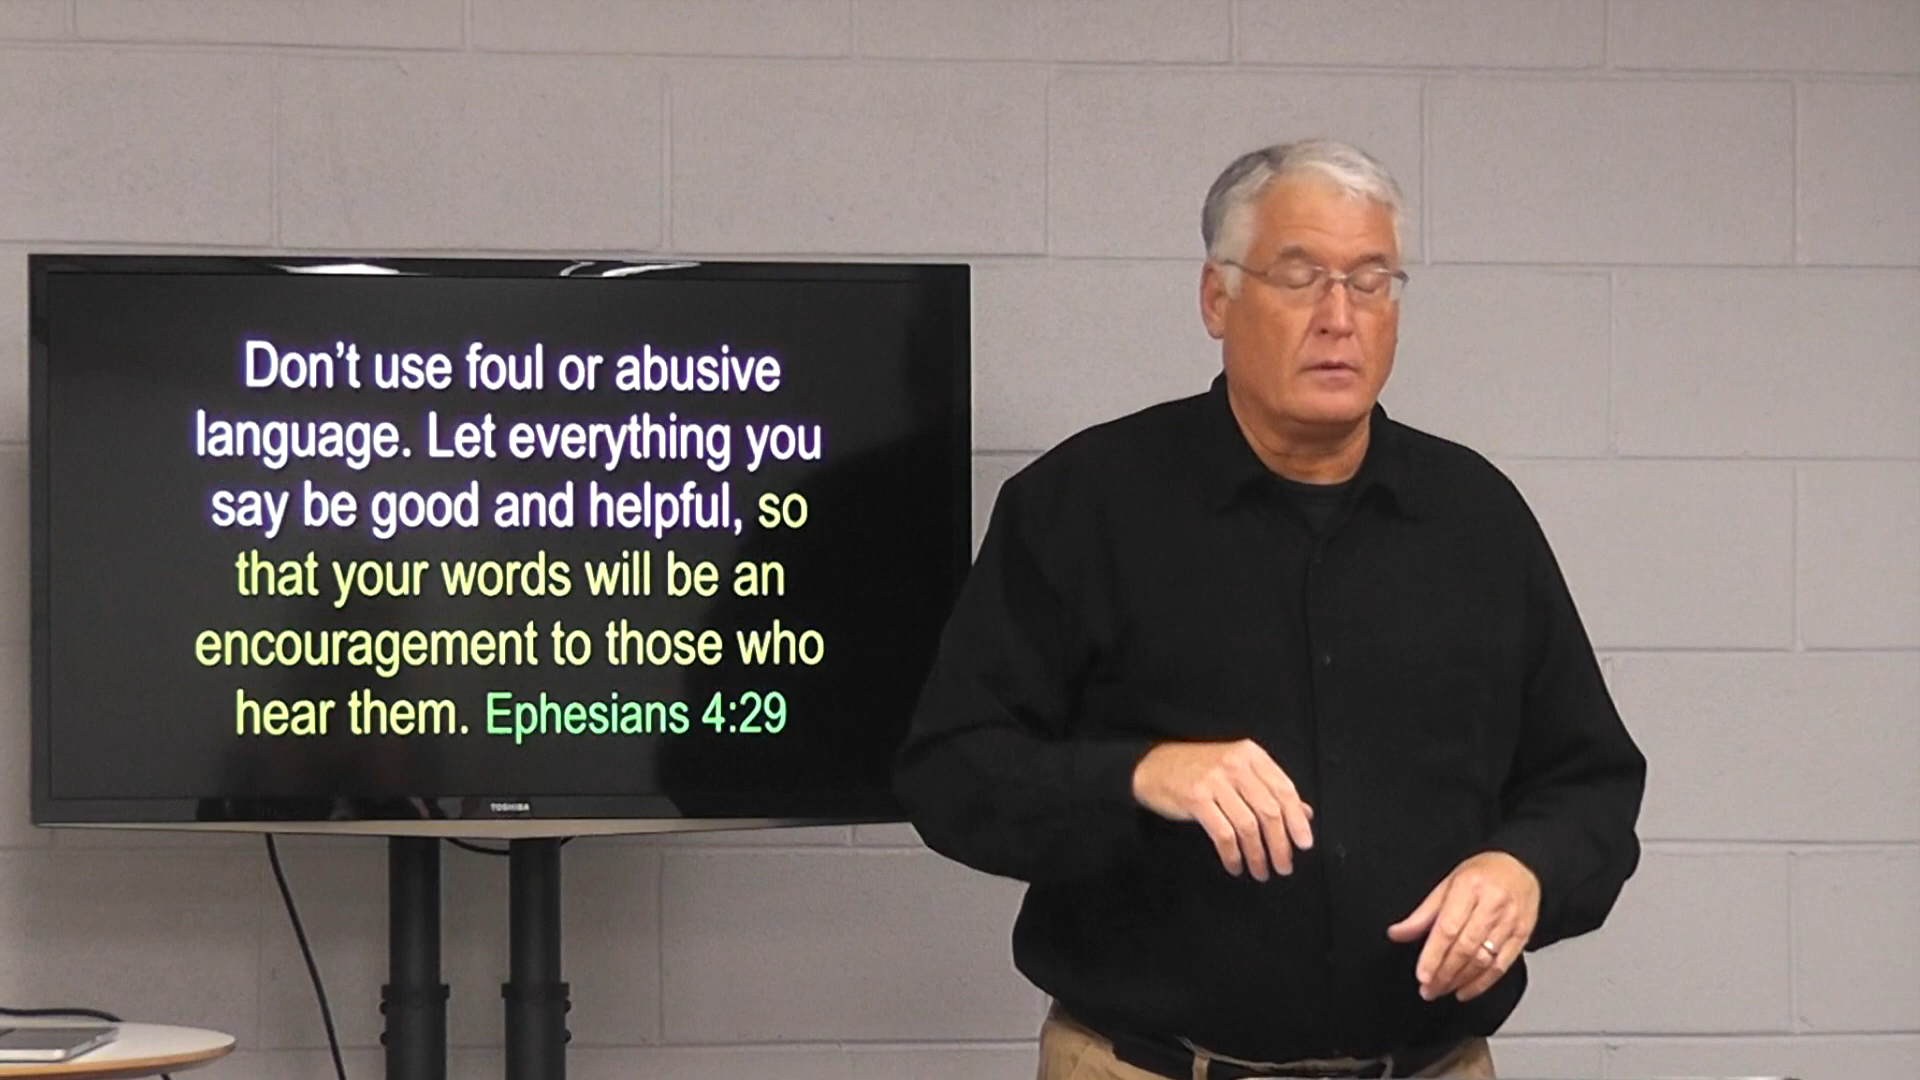 Don’t use foul or abusive
language. Let everything you
say be good and helpful, so
that your words will be an
encouragement to those who
hear them. Ephesians 4:29
TOSHIBA